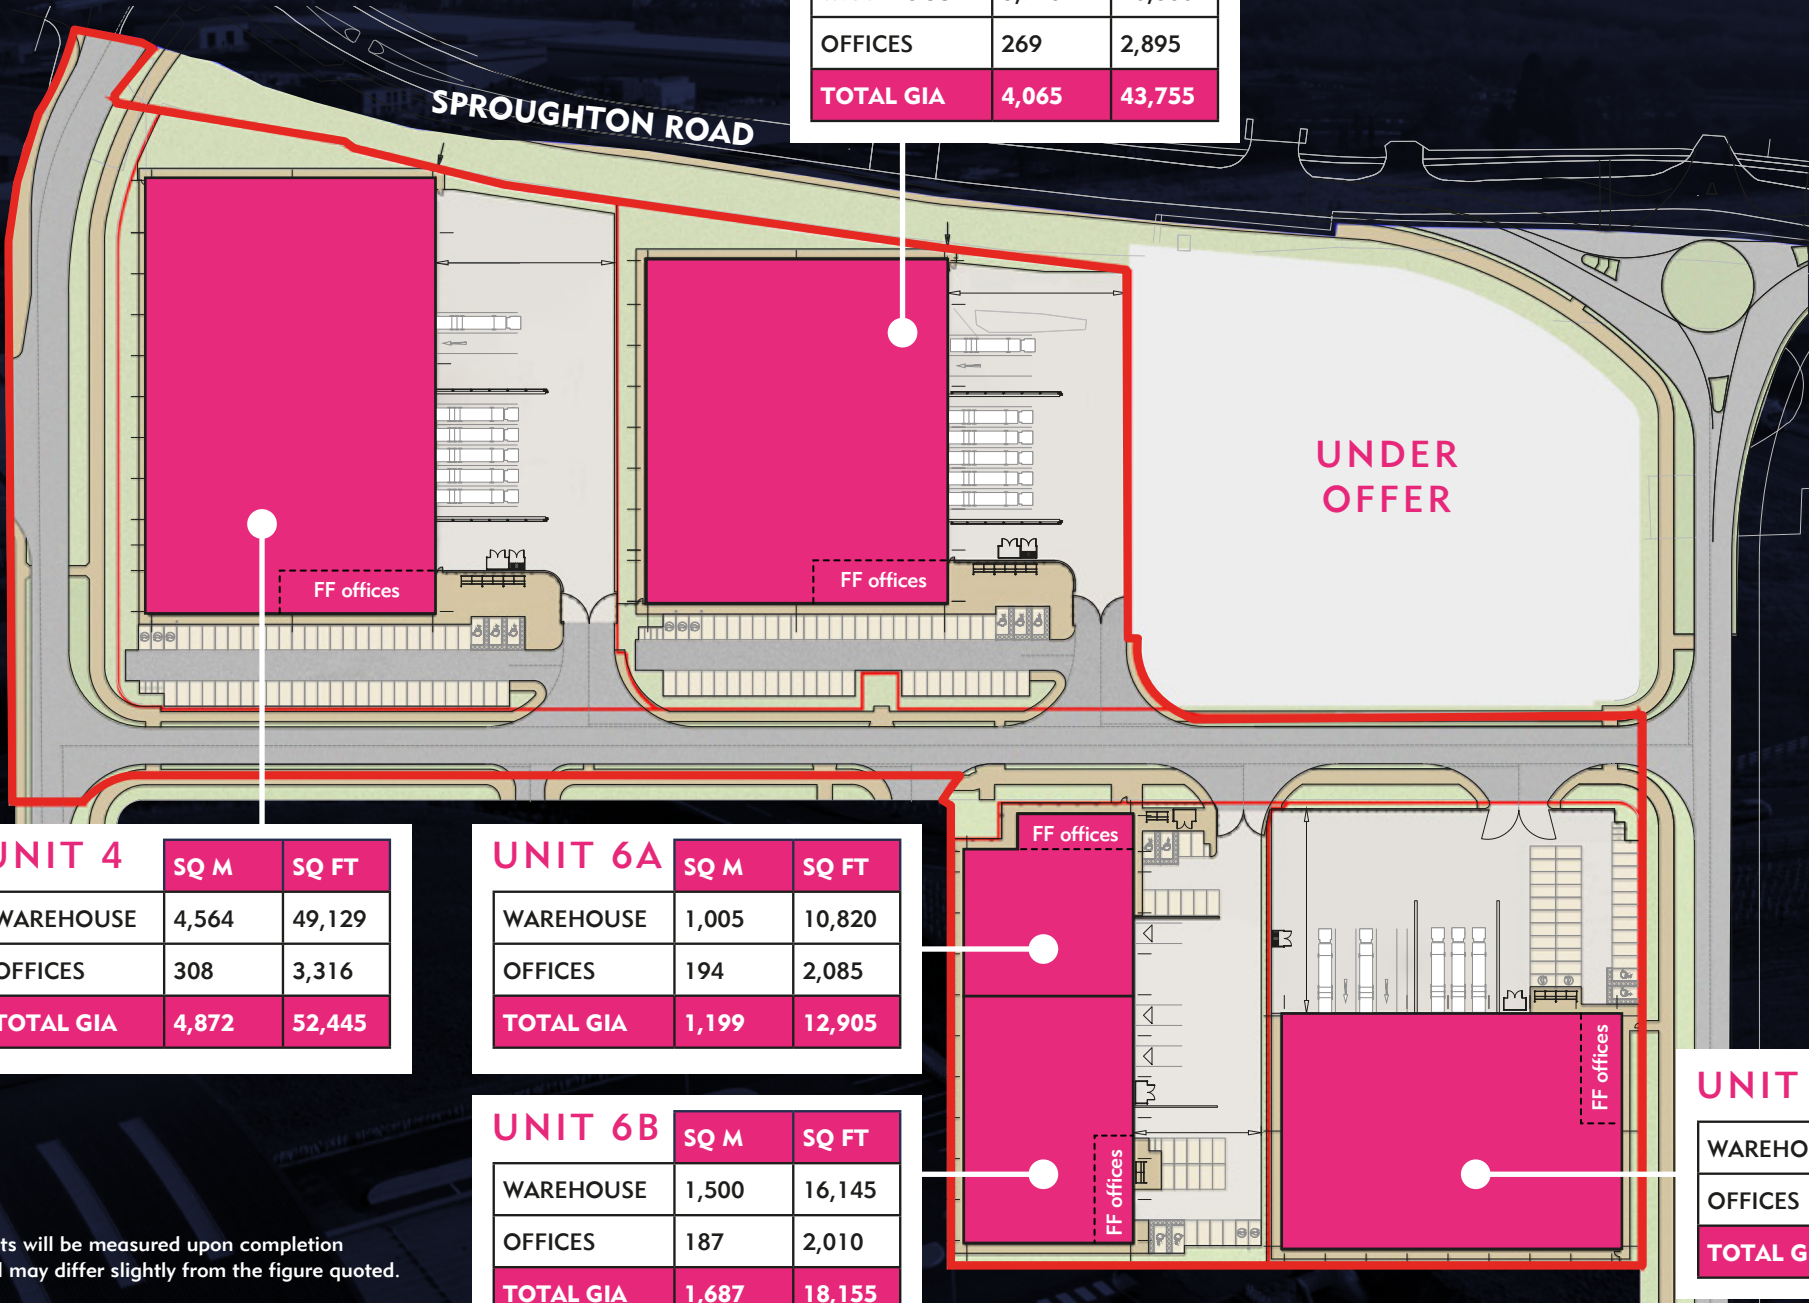 OFFICES 269 2,895
TOTAL GIA 4,065 43,755
SPROUGHTON ROAD
UNDER
OFFER
FF offices
FF offices
UNIT 4 SQ M SQ FT
WAREHOUSE 4,564 49,129
OFFICES 308 3,316
TOTAL GIA 4,872 52,445
UNIT 6A SQ M SQ FT
WAREHOUSE 1,005 10,820
OFFICES 194 2,085
TOTAL GIA 1,199 12,905
FF offices
UNIT 6B SQ M SQ FT
WAREHOUSE 1,500 16,145
OFFICES 187 2,010
TOTAL GIA 1,687 18,155
FF offices
FF offices
UNIT
WAREHO
OFFICES
TOTAL G
ts will be measured upon completion
may differ slightly from the figure quoted.